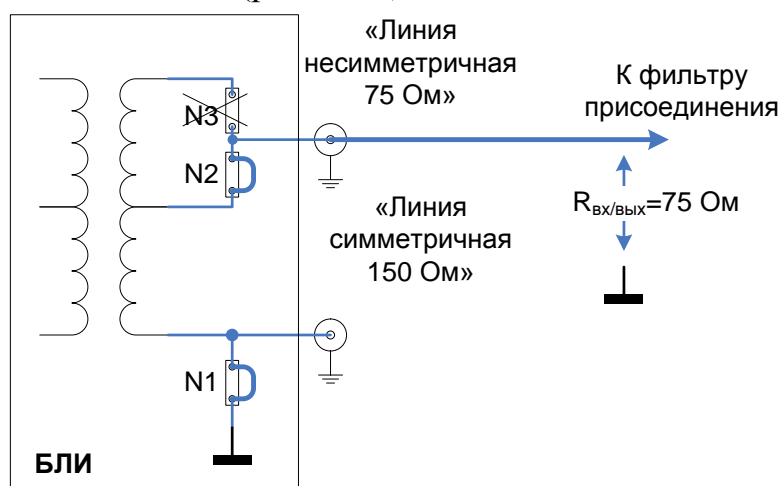 «Линия
несимметричная
75 Ом»
К фильтру
присоединения
N3
N2
Rвх/вых=75 Ом
«Линия
симметричная
150 Ом»
N1
БЛИ